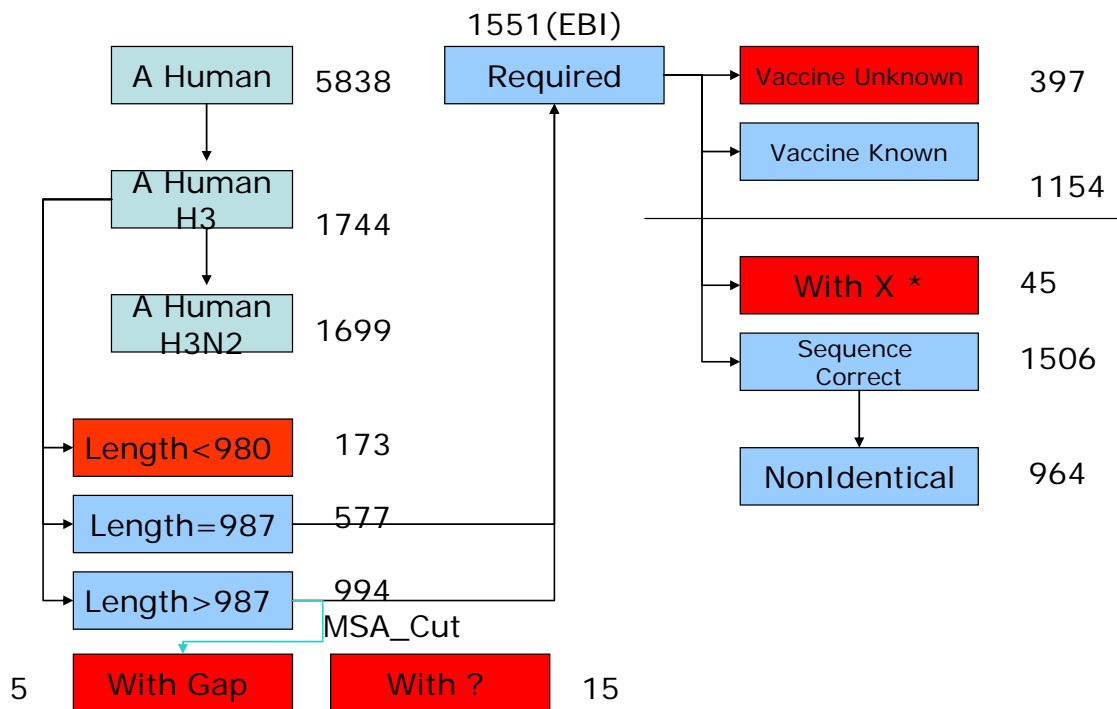 1551(EBI)
A Human
5838
Required
Vaccine Unknown
397
Vaccine Known
1154
A Human
H3
1744
With X *
45
A Human
H3N2
1699
Sequence
Correct
1506
Length<980
173
NonIdentical
964
Length=987
577
Length>987
994
MSA_Cut
5
With Gap
With ?
15